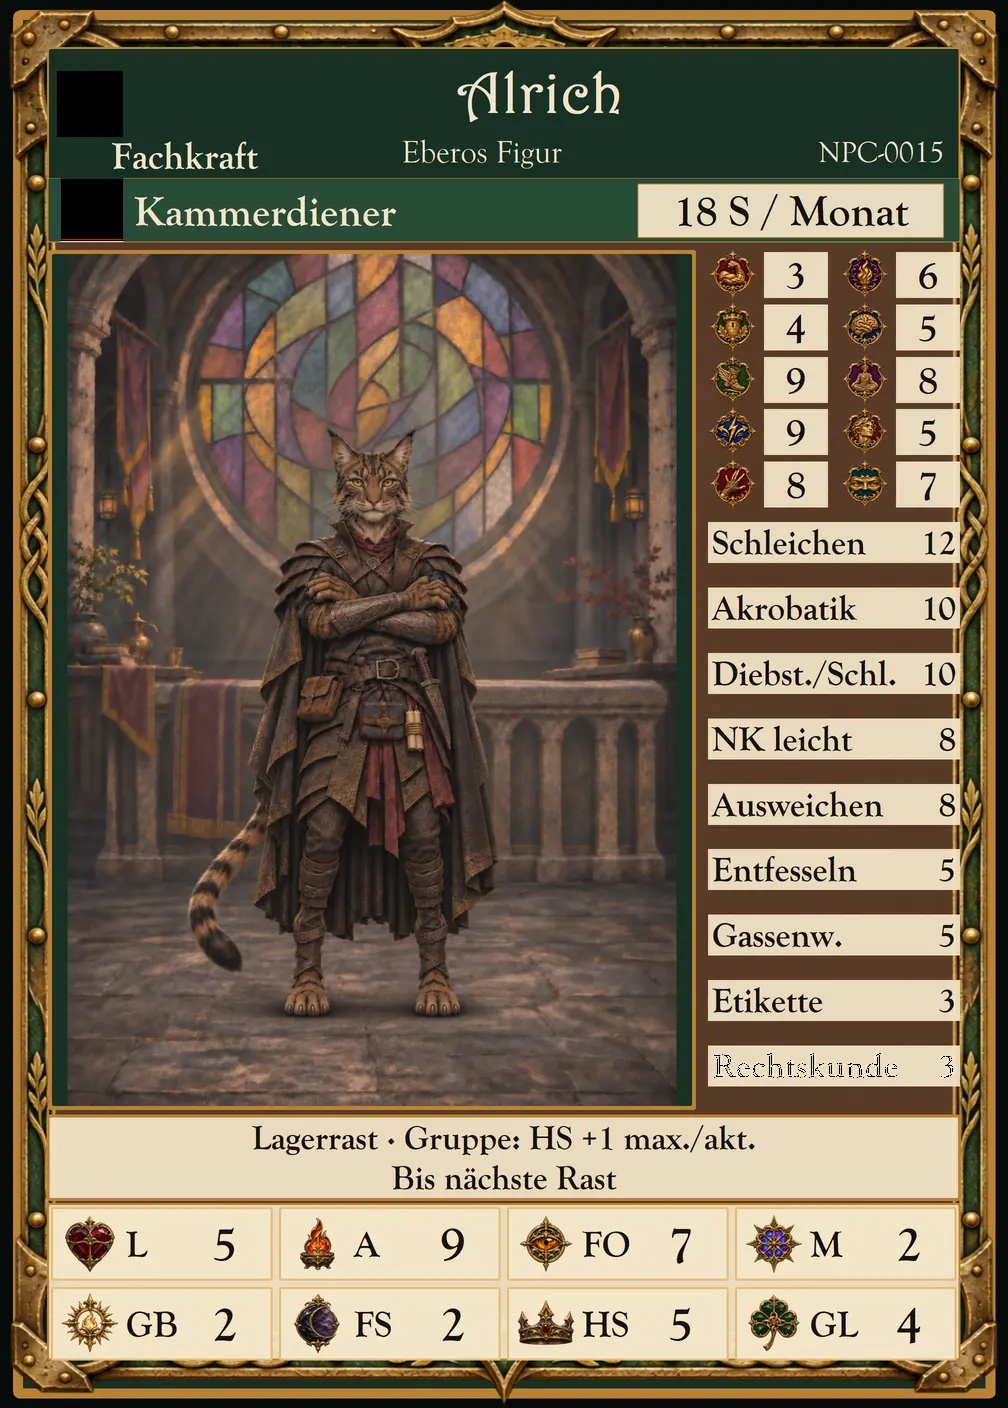 Alrich
Fachkraft Eberos Figur NPC-0015
Kammerdiener 18 S / Monat
3 6
4 5
9 8
9 5
8 7
Schleichen 12
Akrobatik 10
Diebst./Schl. 10
NK leicht 8
Ausweichen 8
Entfesseln 5
Gassenw. 5
Etikette 3
Rechtskunde 3
Lagerrast · Gruppe: HS +1 max./akt.
Bis nächste Rast
L 5 A 9 FO 7 M 2
GB 2 FS 2 HS 5 GL 4